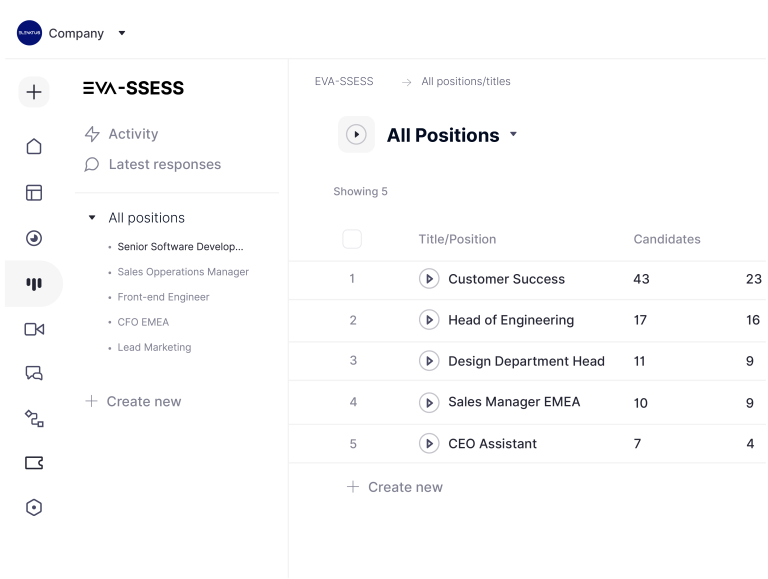 Company
EVA-SSESS
Activity
Latest responses
All positions
Senior Software Develop...
Sales Opperations Manager
Front-end Engineer
CFO EMEA
Lead Marketing
Create new
EVA-SSESS → All positions/titles
All Positions
Showing 5
Title/Position Candidates
1 Customer Success 43 23
2 Head of Engineering 17 16
3 Design Department Head 11 9
4 Sales Manager EMEA 10 9
5 CEO Assistant 7 4
Create new